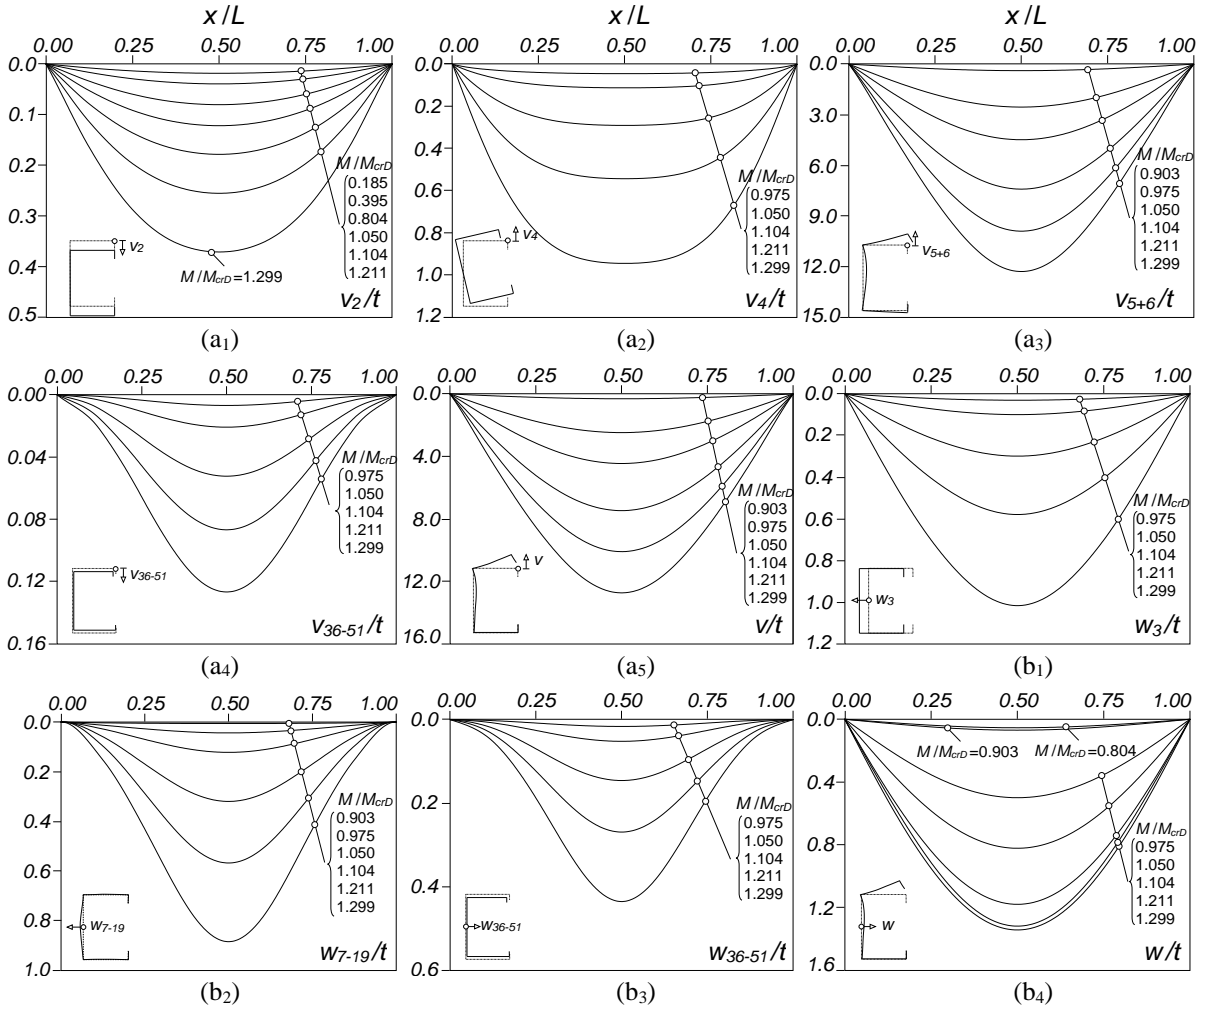 x/L x/L x/L
0.00 0.25 0.50 0.75 1.00 0.00 0.25 0.50 0.75 1.00 0.00 0.25 0.50 0.75 1.00
0.0
0.1
0.2
0.3
0.4
0.5
M/McrD
0.185
0.395
0.804
1.050
1.104
1.211
M/McrD=1.299
v2
v2/t
(a1)
0.0
0.2
0.4
0.6
0.8
1.0
1.2
M/McrD
0.975
1.050
1.104
1.211
1.299
v4
v4/t
(a2)
0.0
3.0
6.0
9.0
12.0
15.0
M/McrD
0.903
0.975
1.050
1.104
1.211
1.299
v5+6
v5+6/t
(a3)
0.00 0.25 0.50 0.75 1.00 0.00 0.25 0.50 0.75 1.00 0.00 0.25 0.50 0.75 1.00
0.00
0.04
0.08
0.12
0.16
M/McrD
0.975
1.050
1.104
1.211
1.299
v36-51
v36-51/t
(a4)
0.0
4.0
8.0
12.0
16.0
M/McrD
0.903
0.975
1.050
1.104
1.211
1.299
v
v/t
(a5)
0.0
0.2
0.4
0.6
0.8
1.0
1.2
M/McrD
0.975
1.050
1.104
1.211
1.299
w3
w3/t
(b1)
0.00 0.25 0.50 0.75 1.00 0.00 0.25 0.50 0.75 1.00 0.00 0.25 0.50 0.75 1.00
0.0
0.2
0.4
0.6
0.8
1.0
M/McrD
0.903
0.975
1.050
1.104
1.211
1.299
w7-19
w7-19/t
(b2)
0.0
0.2
0.4
0.6
M/McrD
0.975
1.050
1.104
1.211
1.299
w36-51
w36-51/t
(b3)
0.0
0.4
0.8
1.2
1.6
M/McrD=0.903 M/McrD=0.804
M/McrD
0.975
1.050
1.104
1.211
1.299
w
w/t
(b4)